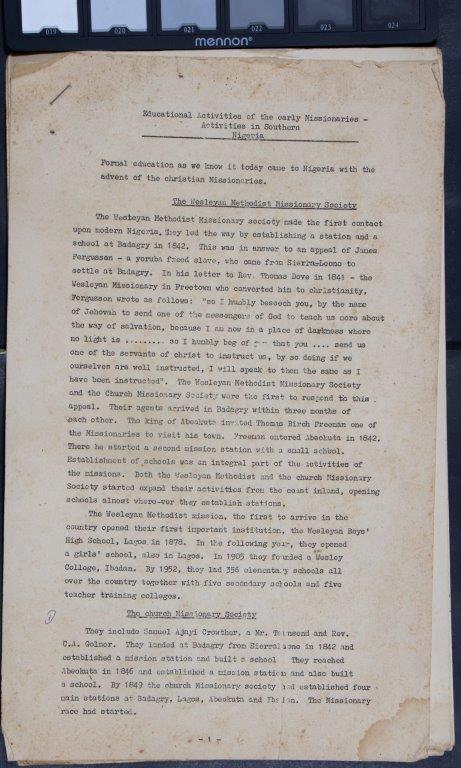 019 020 021 022 023 024
mennon®
Educational Activities of the early Missionaries -
Activities in Southern
Nigeria
Formal education as we know it today came to Nigeria with the
advent of the christian Missionaries.
The Wesleyan Methodist Missionary Society
The Wesleyan Methodist Missionary society made the first contact
upon modern Nigeria. They led the way by establishing a station and a
school at Badagry in 1842. This was in answer to an appeal of James
Fergusson - a yoruba freed slave, who came from Sierra-Leone to
settle at Badagry. In his letter to Rev. Thomas Dove in 1841 - the
Wesleyan Missionary in Freetown who converted him to christianity,
Fergusson wrote as follows: "so I humbly beseech you, by the name
of Jehovah to send one of the messengers of God to teach us more about
the way of salvation, because I am now in a place of darkness where
no light is ......... so I humbly beg of that you .... send us
one of the servants of christ to instruct us, by so doing if we
ourselves are well instructed, I will speak to them the same as I
have been instructed". The Wesleyan Methodist Missionary Society
and the Church Missionary Society were the first to respond to this
appeal. Their agents arrived in Badagry within three months of
each other. The king of Abeokuta invited Thomas Birch Freeman one of
the Missionaries to visit his town. Freeman entered Abeokuta in 1842.
There he started a second mission station with a small school.
Establishment of schools was an integral part of the activities of
the missions. Both the Wesleyan Methodist and the church Missionary
Society started expand their activities from the coast inland, opening
schools almost where-ver they establish stations.
The Wesleyan Methodist mission, the first to arrive in the
country opened their first important institution, the Wesleyan Boys'
High School, Lagos in 1878. In the following year, they opened
a girls' school, also in Lagos. In 1905 they founded a Wesley
College, Ibadan. By 1952, they had 356 elementary schools all
over the country together with five secondary schools and five
teacher training colleges.
The church Missionary Society
They include Samuel Ajayi Crowther, a Mr. Townsend and Rev.
C.A. Golmer. They landed at Badagry from Sierraleone in 1842 and
established a mission station and built a school They reached
Abeokuta in 1846 and established a mission station and also built
a school. By 1849 the church Missionary society had established four
main stations at Badagry, Lagos, Abeokuta and Ibadan. The Missionary
race had started.
- 1 -